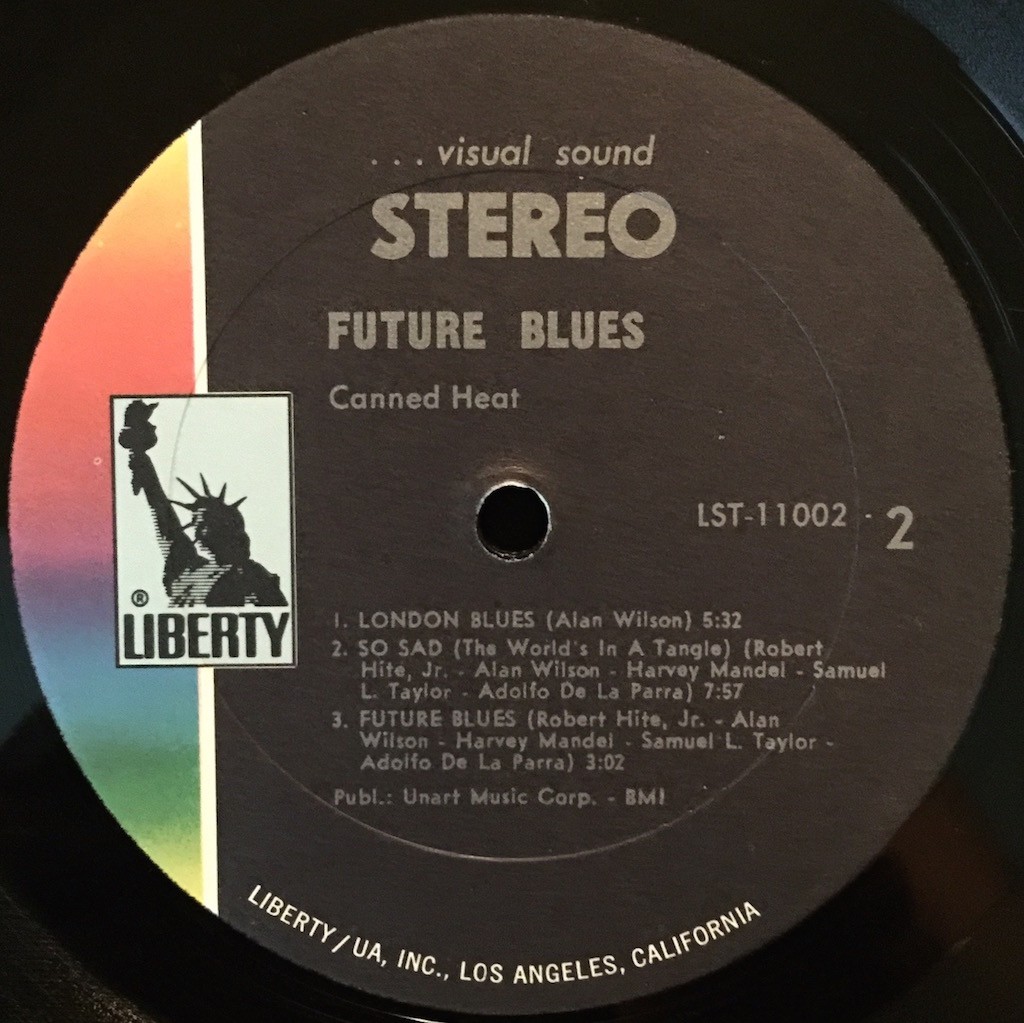 ...visual sound
STEREO
FUTURE BLUES
Canned Heat
LST-11002 - 2
® LIBERTY
1. LONDON BLUES (Alan Wilson) 5:32
2. SO SAD (The World's In A Tangle) (Robert
Hite, Jr. - Alan Wilson - Harvey Mandel - Samuel
L. Taylor - Adolfo De La Parra) 7:57
3. FUTURE BLUES (Robert Hite, Jr. - Alan
Wilson - Harvey Mandel - Samuel L. Taylor -
Adolfo De La Parra) 3:02
Publ.: Unart Music Corp. - BMI
LIBERTY/UA, INC., LOS ANGELES, CALIFORNIA